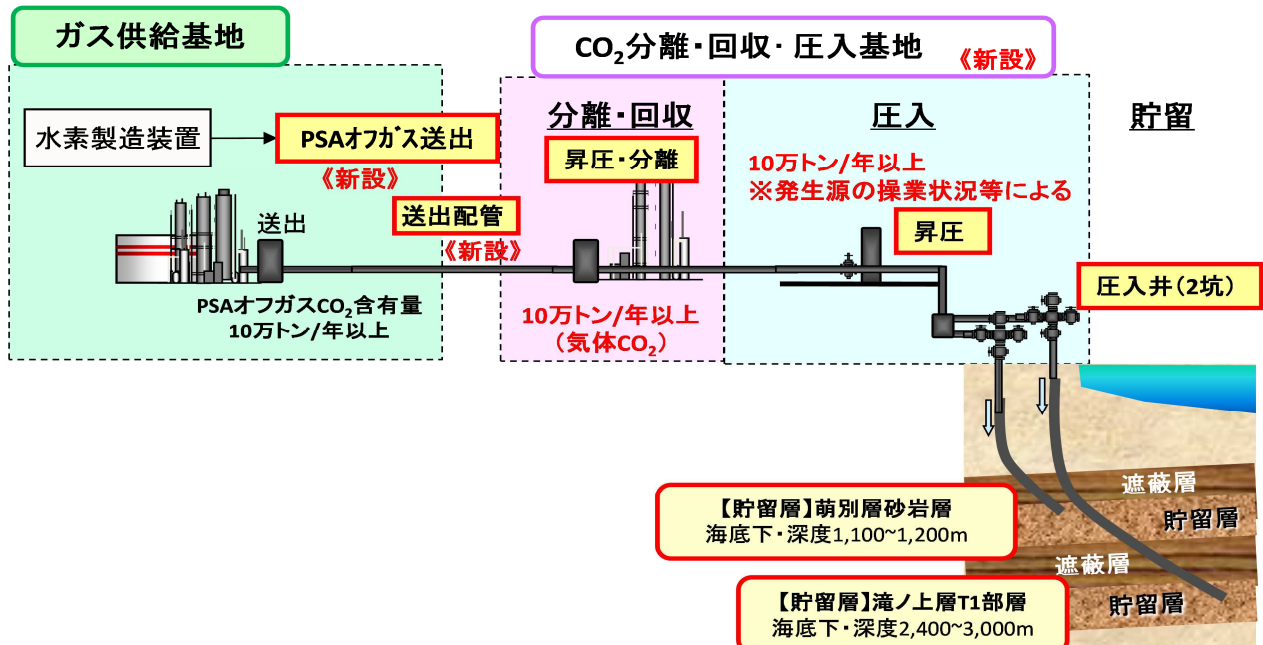 ガス供給基地
水素製造装置
PSAオフガス送出
《新設》
送出
送出配管
《新設》
PSAオフガスCO₂含有量
10万トン/年以上
CO₂分離・回収・圧入基地
《新設》
分離・回収
昇圧・分離
10万トン/年以上
(気体CO₂)
圧入
10万トン/年以上
※発生源の操業状況等による
昇圧
貯留
圧入井(2坑)
遮蔽層
貯留層
遮蔽層
貯留層
【貯留層】萌別層砂岩層
海底下・深度1,100~1,200m
【貯留層】滝ノ上層T1部層
海底下・深度2,400~3,000m